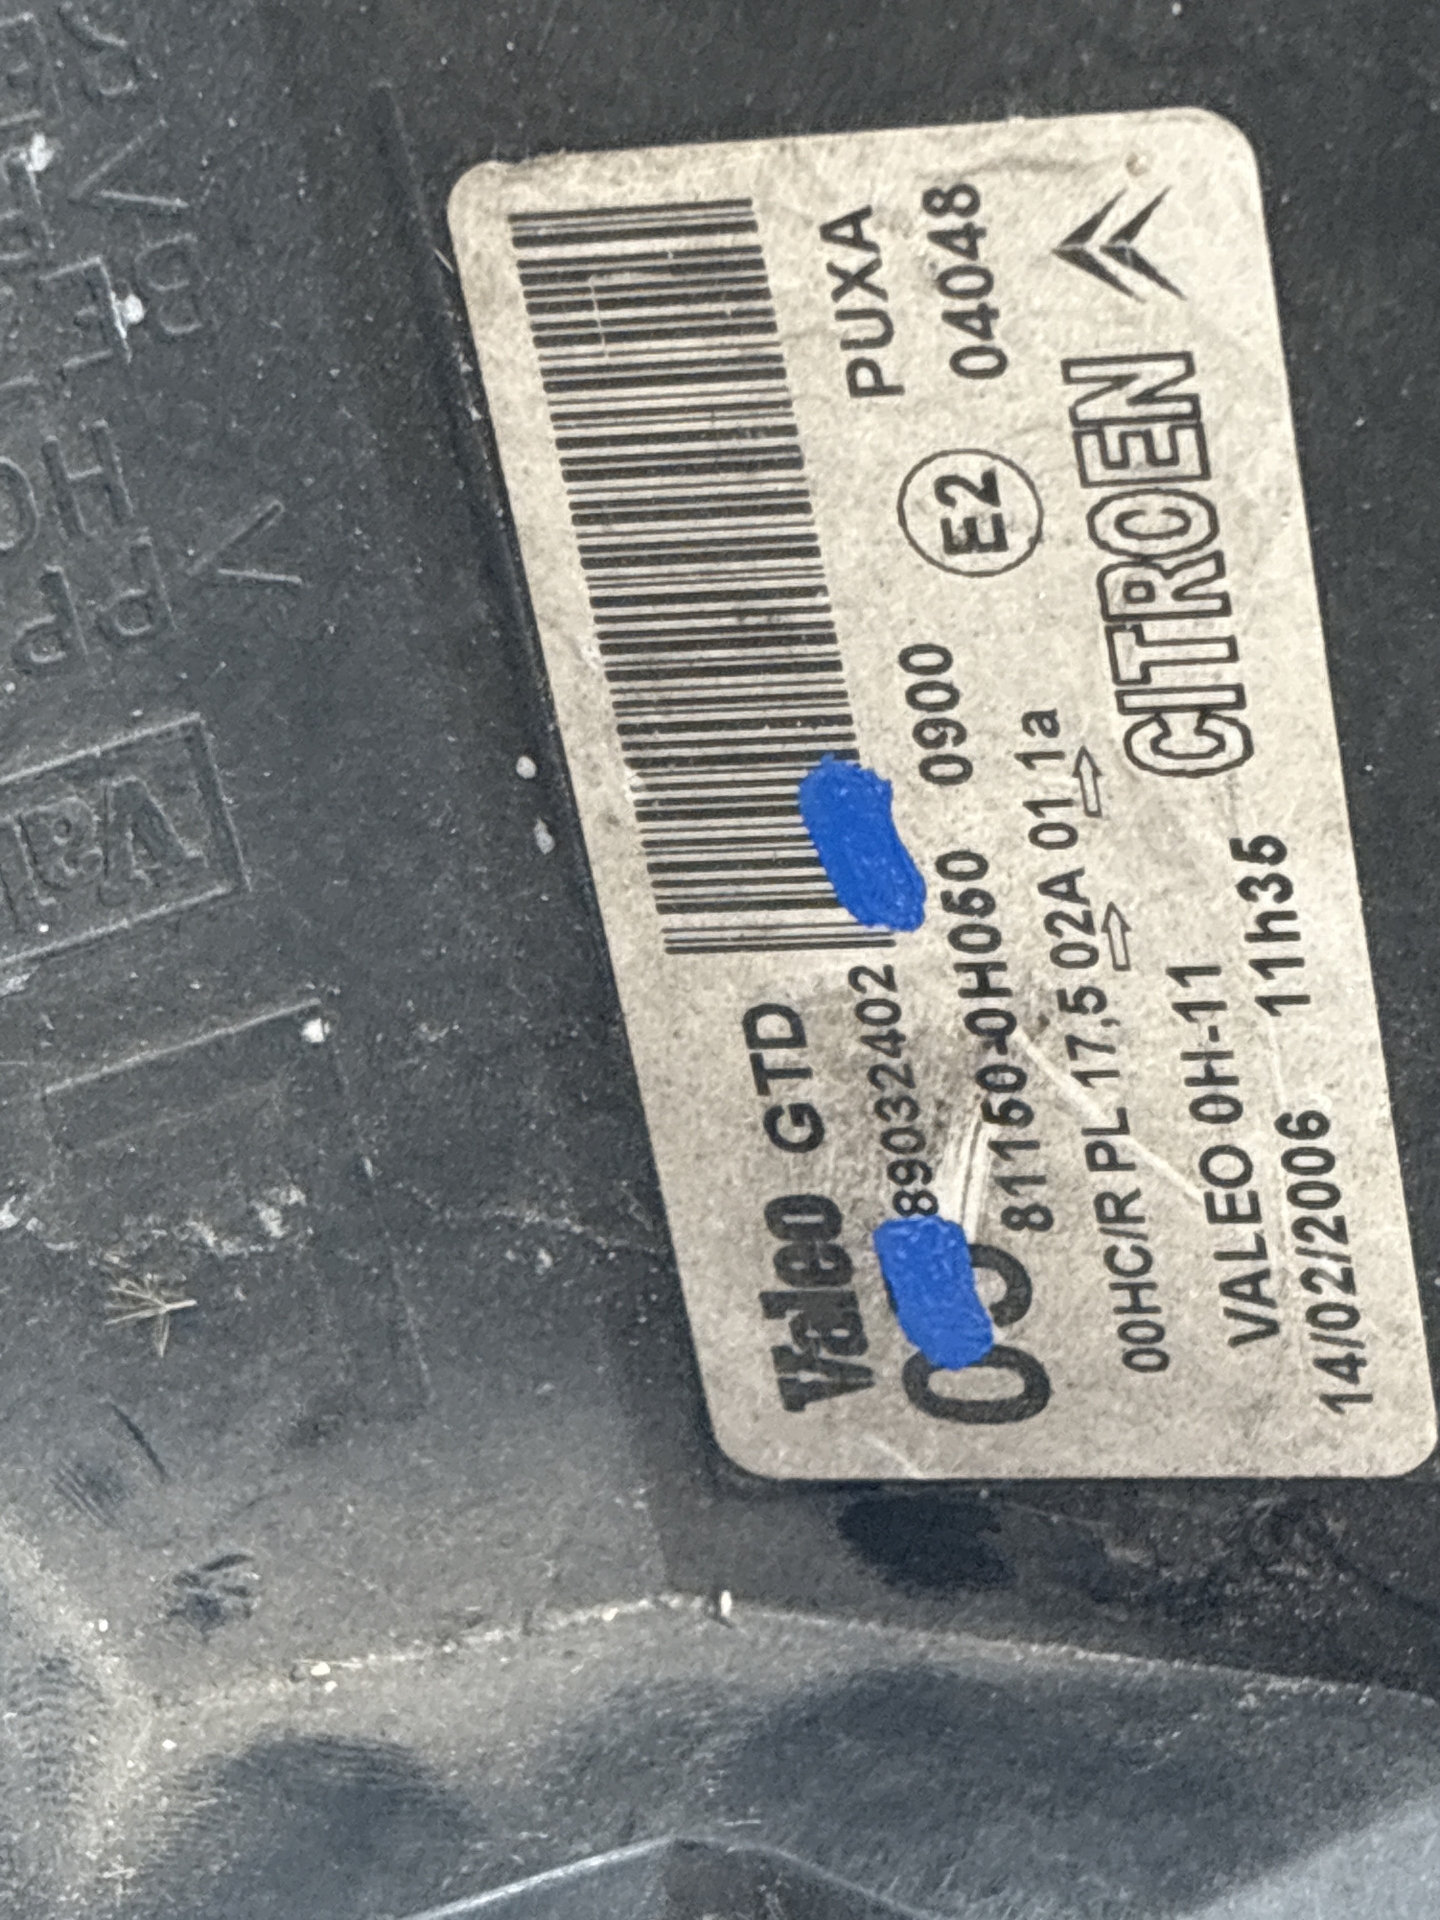 Valeo GTD
89032402
PUXA
81150-0H050 0900
E2
04048
00HC/R PL 17,5 02A 01 1a
VALEO 0H-11
CITROEN
14/02/2006 11h35
Val